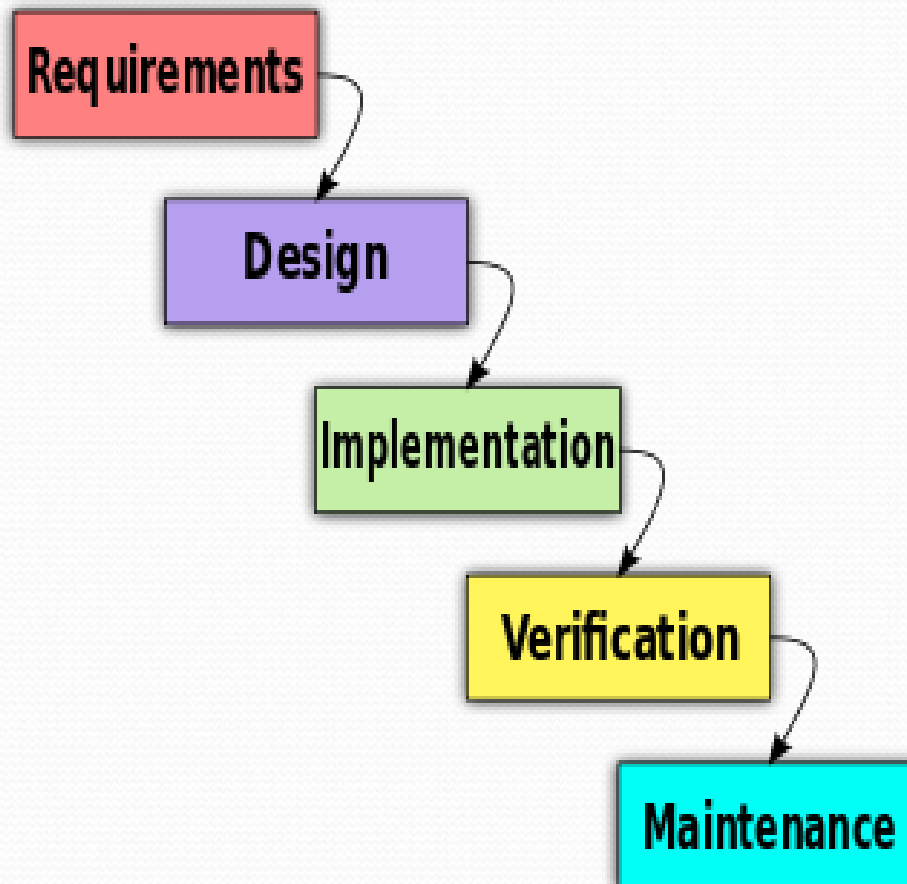 Requirements
Design
Implementation
Verification
Maintenance